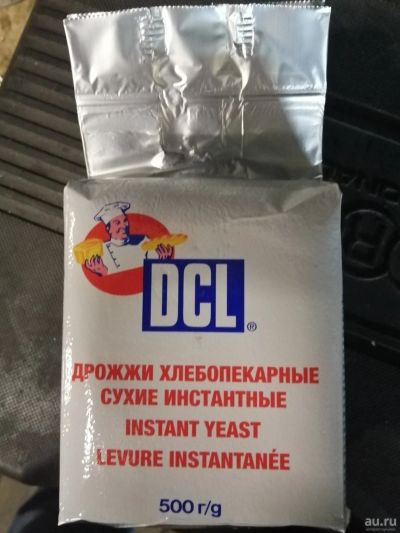 DCL®
ДРОЖЖИ ХЛЕБОПЕКАРНЫЕ
СУХИЕ ИНСТАНТНЫЕ
INSTANT YEAST
LEVURE INSTANTANÉE
500 г/g
au.ru